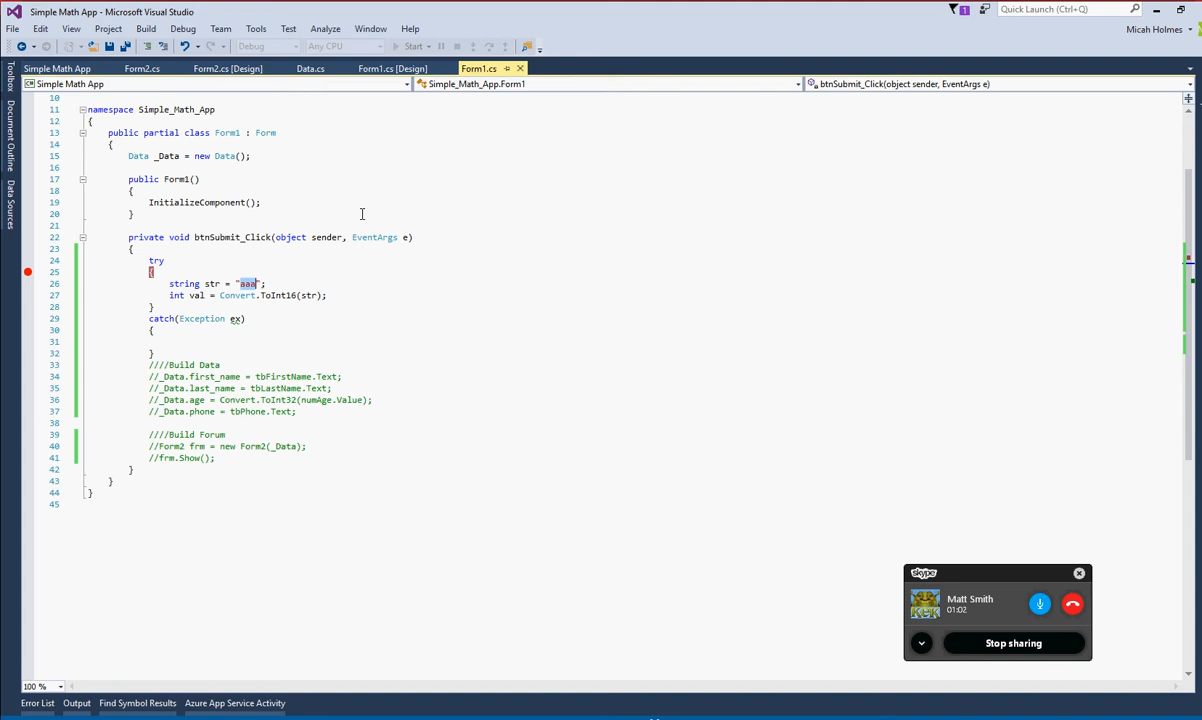 Simple Math App - Microsoft Visual Studio
1
Quick Launch (Ctrl+Q)
File Edit View Project Build Debug Team Tools Test Analyze Window Help
Micah Holmes
Debug Any CPU Start
Simple Math App Form2.cs Form2.cs [Design] Data.cs Form1.cs [Design] Form1.cs
Simple Math App Simple_Math_App.Form1 btnSubmit_Click(object sender, EventArgs e)
Toolbox
Document Outline
Data Sources
10
11 namespace Simple_Math_App
12 {
13 public partial class Form1 : Form
14 {
15 Data _Data = new Data();
16
17 public Form1()
18 {
19 InitializeComponent();
20 }
21
22 private void btnSubmit_Click(object sender, EventArgs e)
23 {
24 try
25 {
26 string str = "aaa";
27 int val = Convert.ToInt16(str);
28 }
29 catch(Exception ex)
30 {
31
32 }
33 ////Build Data
34 //_Data.first_name = tbFirstName.Text;
35 //_Data.last_name = tbLastName.Text;
36 //_Data.age = Convert.ToInt32(numAge.Value);
37 //_Data.phone = tbPhone.Text;
38
39 ////Build Forum
40 //Form2 frm = new Form2(_Data);
41 //frm.Show();
42 }
43 }
44 }
45
skype
Matt Smith
01:02
KEK
Stop sharing
100 %
Error List Output Find Symbol Results Azure App Service Activity